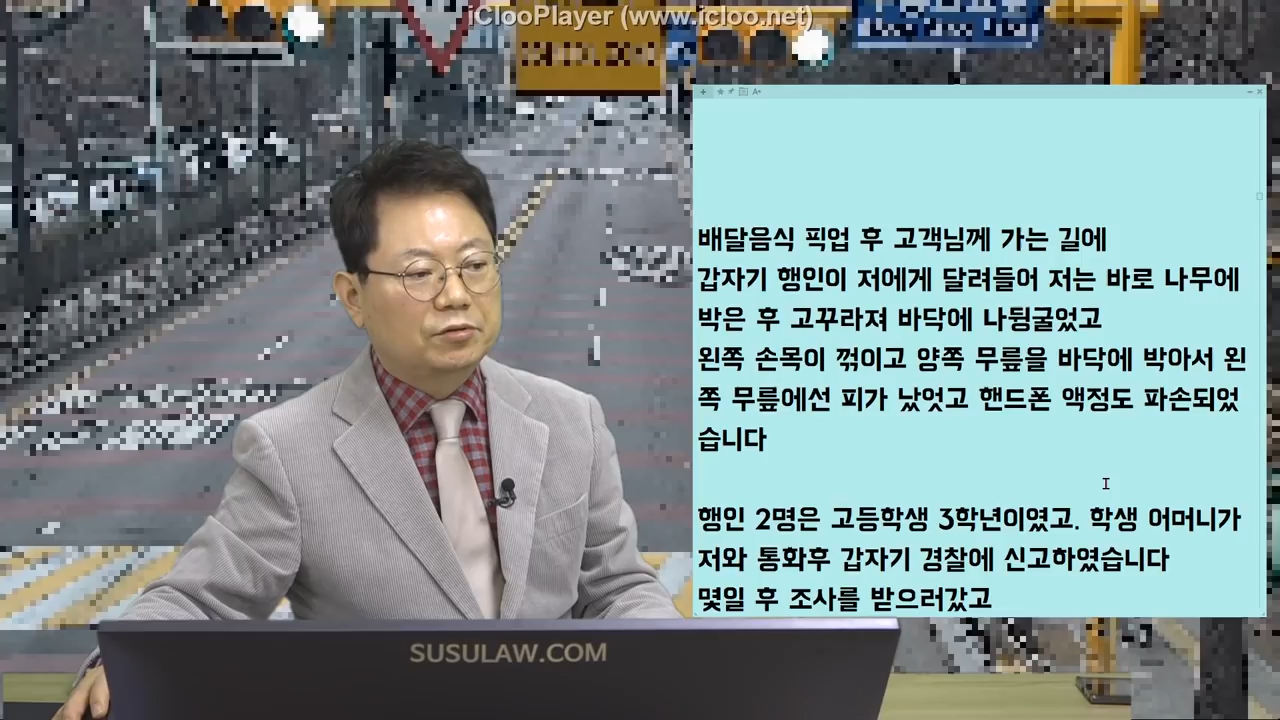 iClooPlayer (www.icloo.net)
배달음식 픽업 후 고객님께 가는 길에
갑자기 행인이 저에게 달려들어 저는 바로 나무에
박은 후 고꾸라져 바닥에 나뒹굴었고
왼쪽 손목이 꺾이고 양쪽 무릎을 바닥에 박아서 왼
쪽 무릎에선 피가 났었고 핸드폰 액정도 파손되었
습니다
행인 2명은 고등학생 3학년이였고. 학생 어머니가
저와 통화후 갑자기 경찰에 신고하였습니다
몇일 후 조사를 받으러갔고
SUSULAW.COM